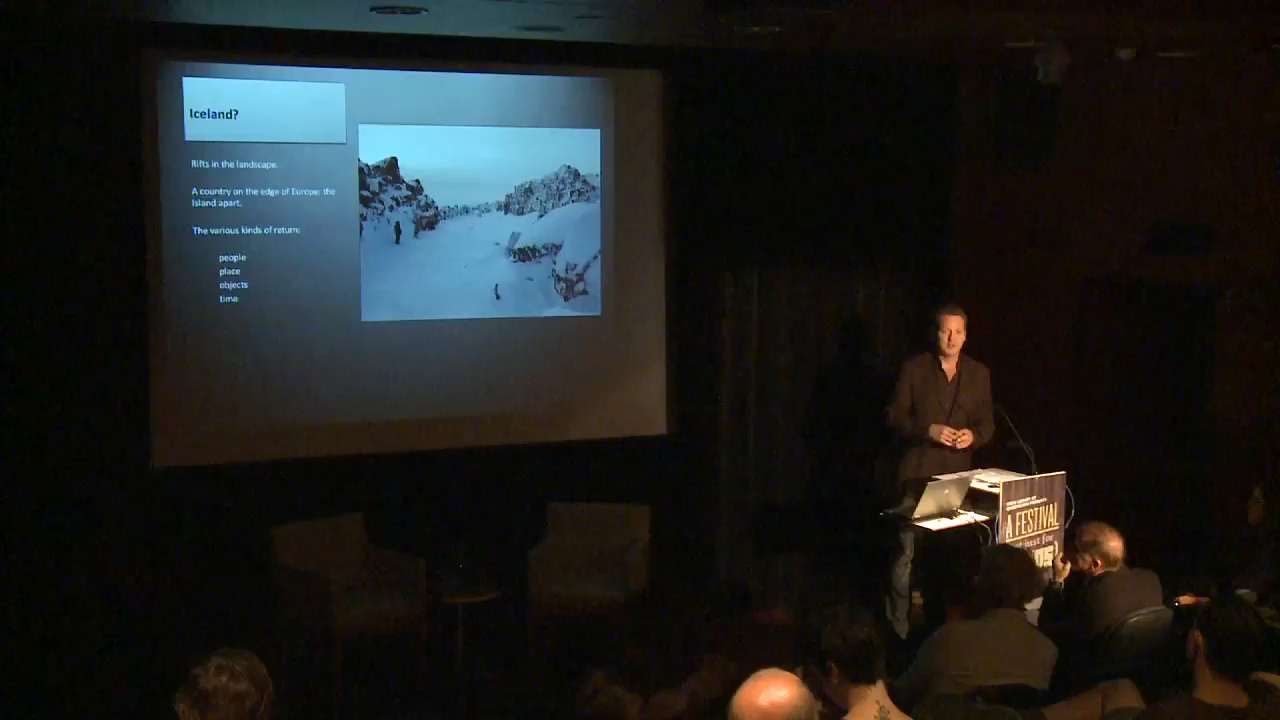 Iceland?
Rifts in the landscape.
A country on the edge of Europe: the
Island apart.
The various kinds of return:
people
place
objects
time
A FESTIVAL